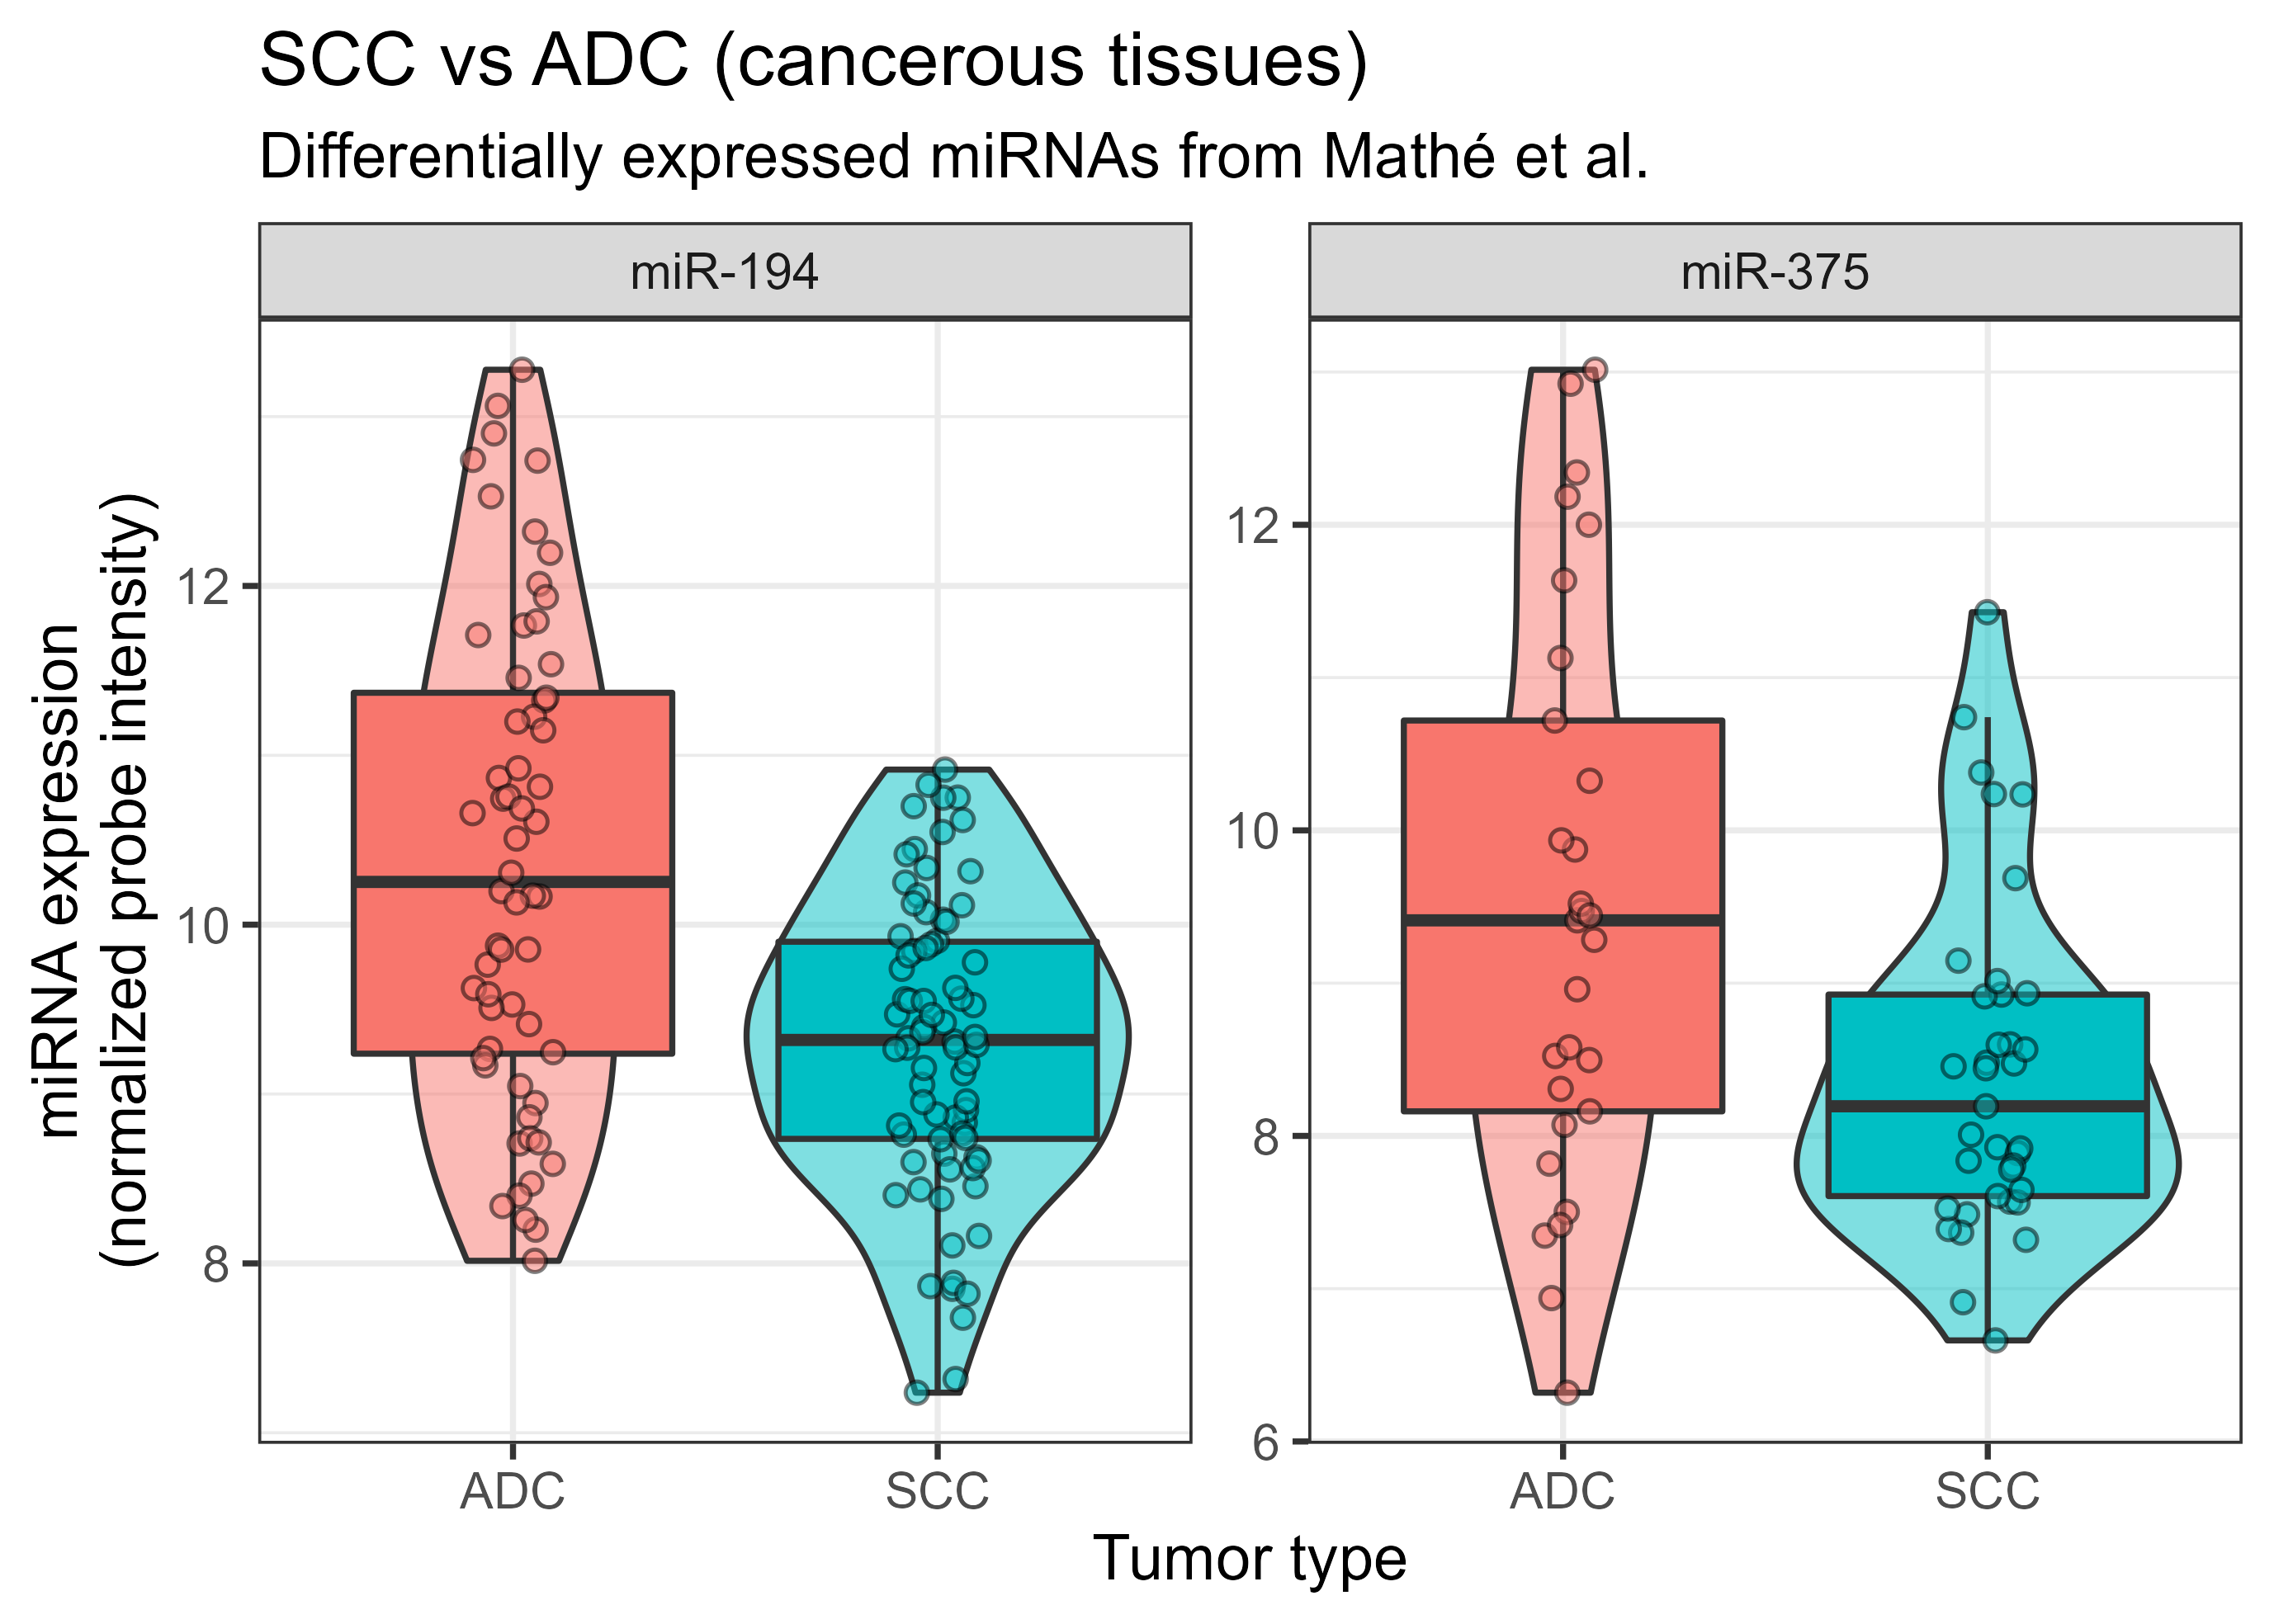 SCC vs ADC (cancerous tissues)
Differentially expressed miRNAs from Mathé et al.
miR-194
miR-375
miRNA expression
(normalized probe intensity)
12
10
8
12
10
8
6
ADC
SCC
ADC
SCC
Tumor type